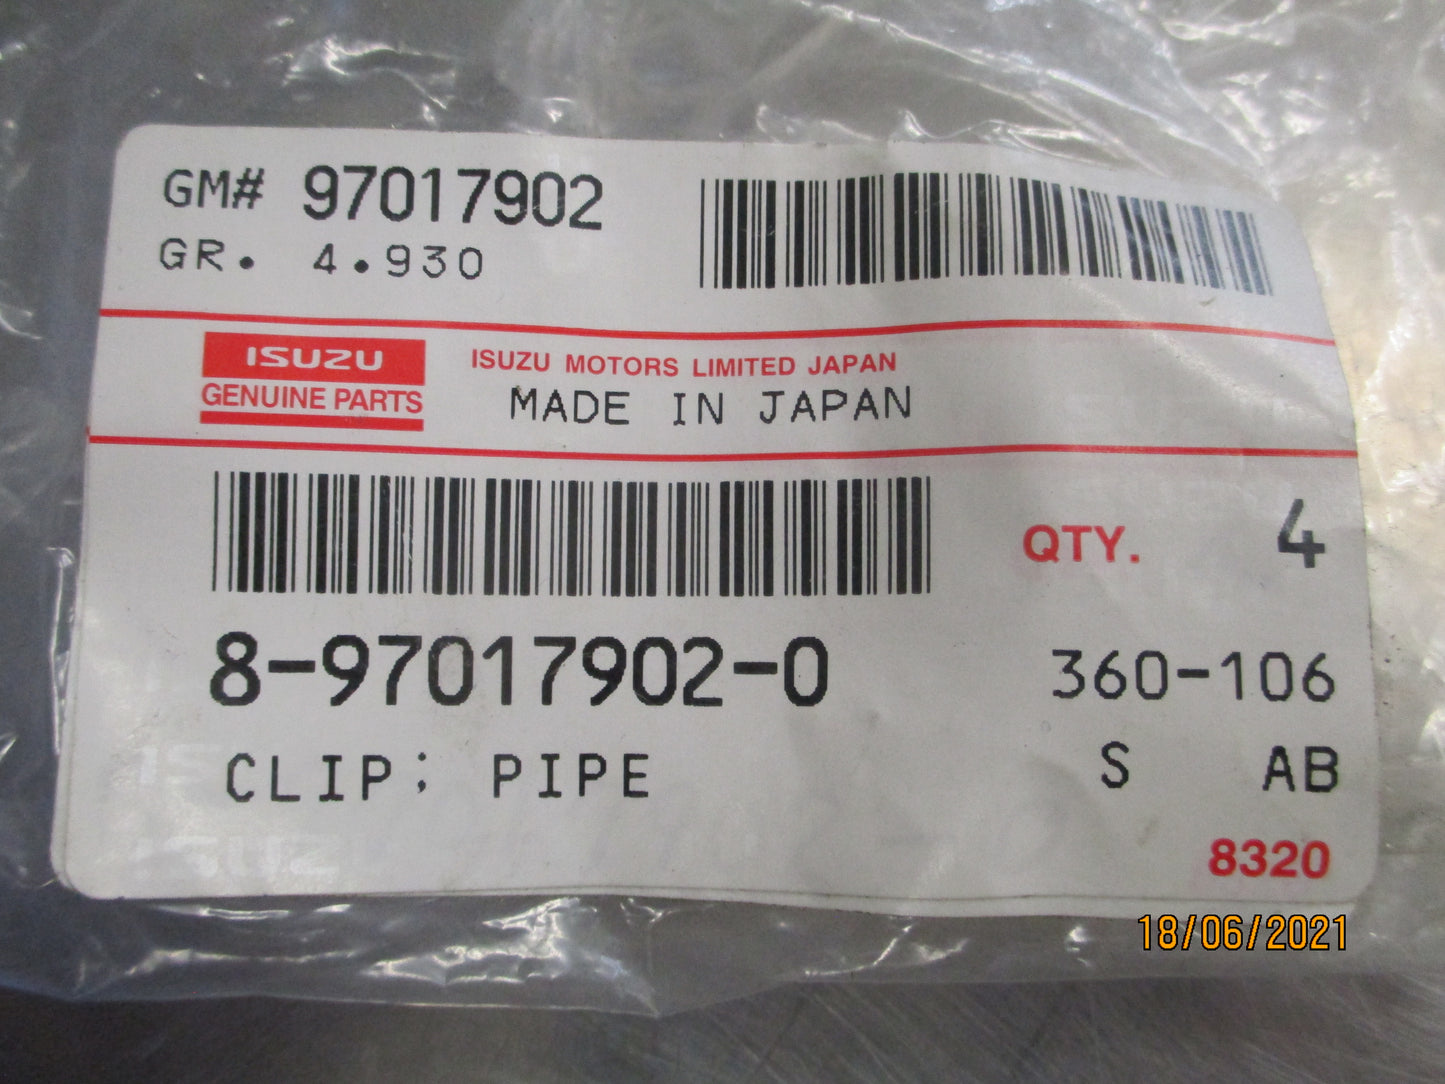 GM# 97017902
GR. 4.930
ISUZU
GENUINE PARTS
ISUZU MOTORS LIMITED JAPAN
MADE IN JAPAN
QTY. 4
8-97017902-0
360-106
CLIP; PIPE
S AB
8320
18/06/2021